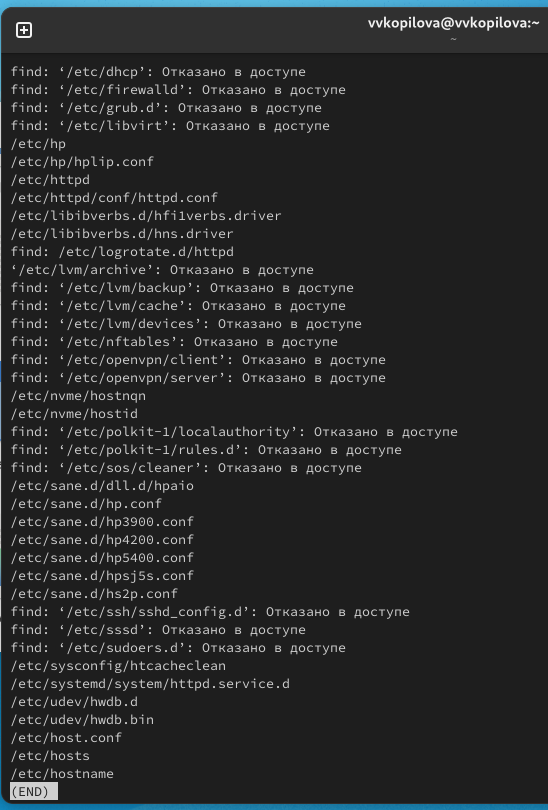 vvkopilova@vvkopilova:~
~
find: ‘/etc/dhcp’: Отказано в доступе
find: ‘/etc/firewalld’: Отказано в доступе
find: ‘/etc/grub.d’: Отказано в доступе
find: ‘/etc/libvirt’: Отказано в доступе
/etc/hp
/etc/hp/hplip.conf
/etc/httpd
/etc/httpd/conf/httpd.conf
/etc/libibverbs.d/hfi1verbs.driver
/etc/libibverbs.d/hns.driver
find: /etc/logrotate.d/httpd
‘/etc/lvm/archive’: Отказано в доступе
find: ‘/etc/lvm/backup’: Отказано в доступе
find: ‘/etc/lvm/cache’: Отказано в доступе
find: ‘/etc/lvm/devices’: Отказано в доступе
find: ‘/etc/nftables’: Отказано в доступе
find: ‘/etc/openvpn/client’: Отказано в доступе
find: ‘/etc/openvpn/server’: Отказано в доступе
/etc/nvme/hostnqn
/etc/nvme/hostid
find: ‘/etc/polkit-1/localauthority’: Отказано в доступе
find: ‘/etc/polkit-1/rules.d’: Отказано в доступе
find: ‘/etc/sos/cleaner’: Отказано в доступе
/etc/sane.d/dll.d/hpaio
/etc/sane.d/hp.conf
/etc/sane.d/hp3900.conf
/etc/sane.d/hp4200.conf
/etc/sane.d/hp5400.conf
/etc/sane.d/hpsj5s.conf
/etc/sane.d/hs2p.conf
find: ‘/etc/ssh/sshd_config.d’: Отказано в доступе
find: ‘/etc/sssd’: Отказано в доступе
find: ‘/etc/sudoers.d’: Отказано в доступе
/etc/sysconfig/htcacheclean
/etc/systemd/system/httpd.service.d
/etc/udev/hwdb.d
/etc/udev/hwdb.bin
/etc/host.conf
/etc/hosts
/etc/hostname
(END)